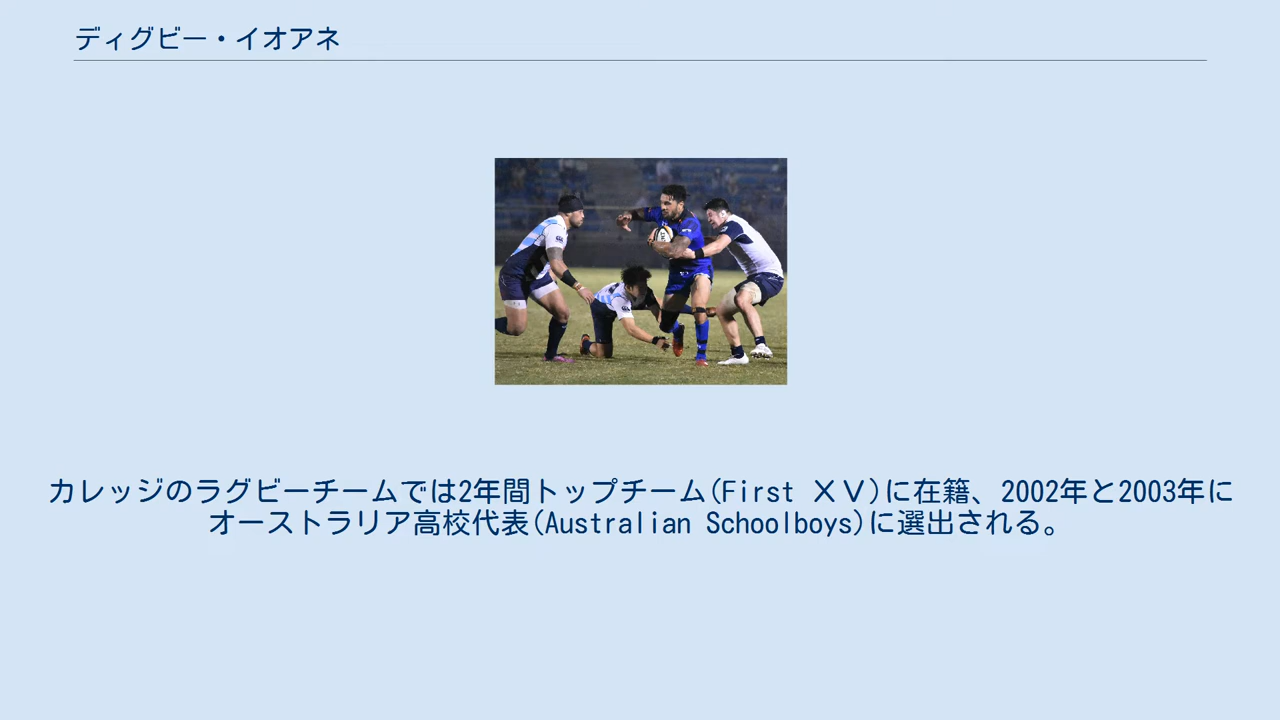 ディグビー・イオアネ
カレッジのラグビーチームでは2年間トップチーム(First ＸＶ)に在籍、2002年と2003年に
オーストラリア高校代表(Australian Schoolboys)に選出される。